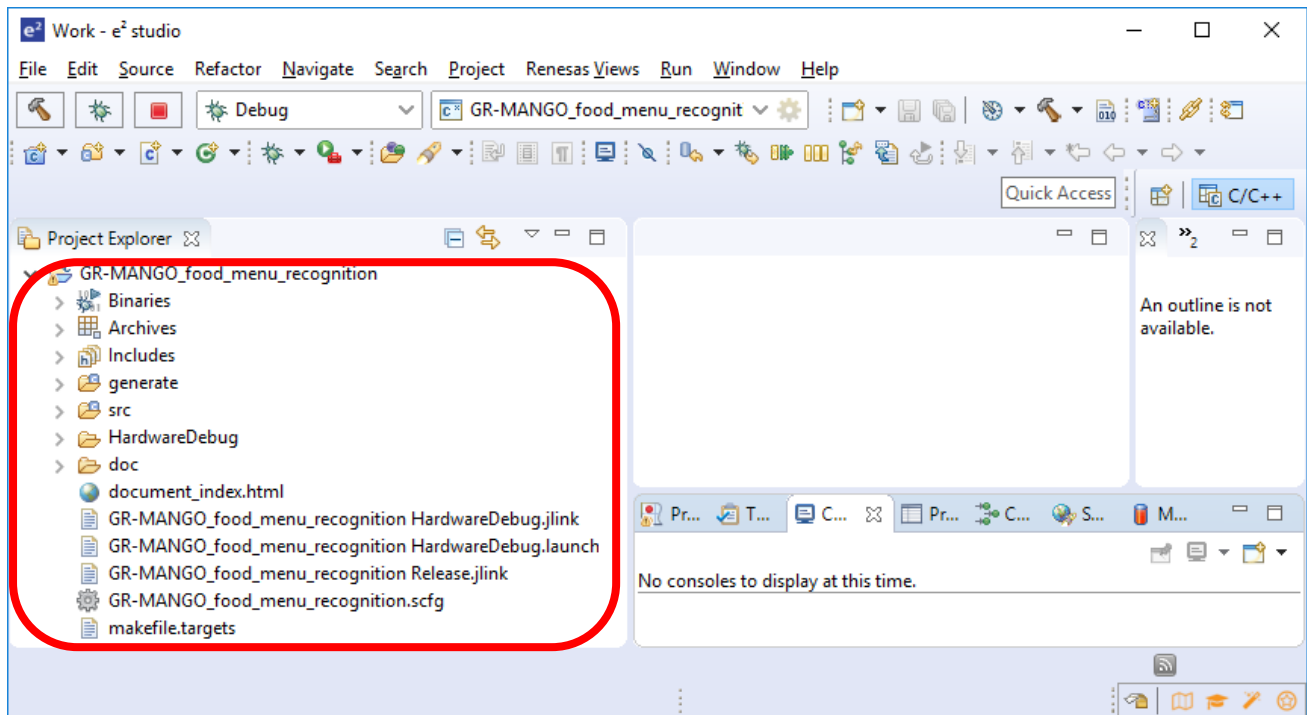 e² Work - e² studio
File Edit Source Refactor Navigate Search Project Renesas Views Run Window Help
Debug GR-MANGO_food_menu_recognit
Quick Access C/C++
Project Explorer
»2
GR-MANGO_food_menu_recognition
Binaries
Archives
Includes
generate
src
HardwareDebug
doc
document_index.html
GR-MANGO_food_menu_recognition HardwareDebug.jlink
GR-MANGO_food_menu_recognition HardwareDebug.launch
GR-MANGO_food_menu_recognition Release.jlink
GR-MANGO_food_menu_recognition.scfg
makefile.targets
An outline is not
available.
Pr... T... C... Pr... C... S... M...
No consoles to display at this time.